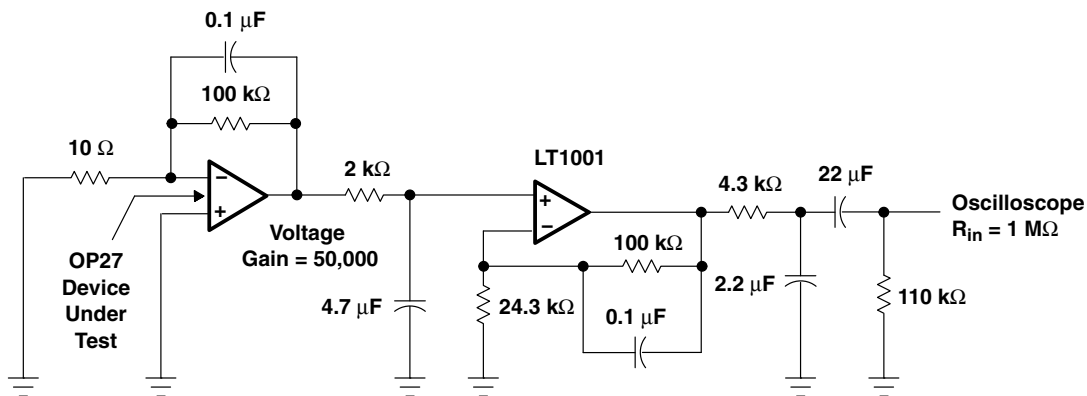 0.1 μF
100 kΩ
10 Ω
−
+
OP27
Device
Under
Test
Voltage
Gain = 50,000
2 kΩ
4.7 μF
LT1001
+
−
100 kΩ
24.3 kΩ
0.1 μF
4.3 kΩ
22 μF
2.2 μF
110 kΩ
Oscilloscope
Rin = 1 MΩ